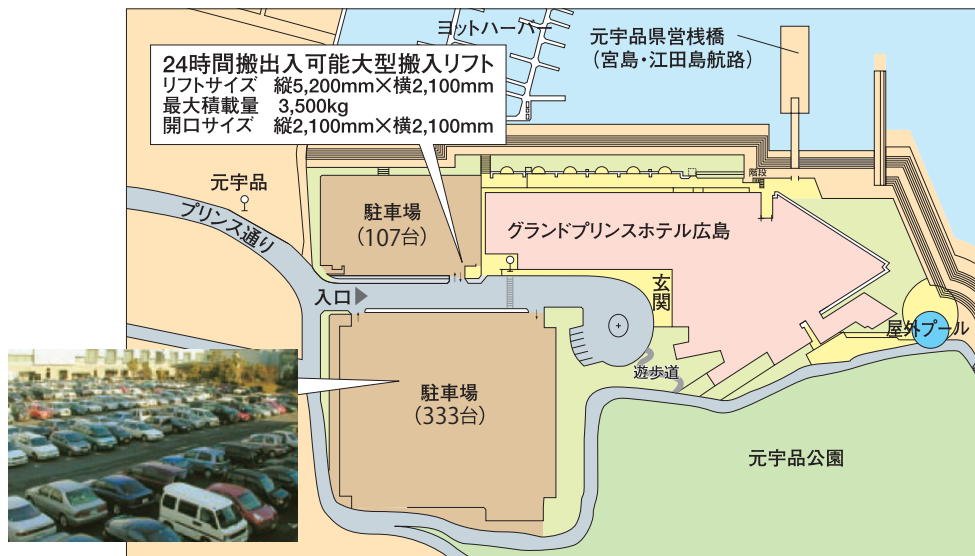 ヨットハーバー
元宇品県営桟橋
（宮島・江田島航路）
24時間搬出入可能大型搬入リフト
リフトサイズ 縦5,200mm×横2,100mm
最大積載量 3,500kg
開口サイズ 縦2,100mm×横2,100mm
階段
元宇品
プリンス通り
駐車場
（107台）
グランドプリンスホテル広島
入口
玄関
屋外プール
遊歩道
駐車場
（333台）
元宇品公園